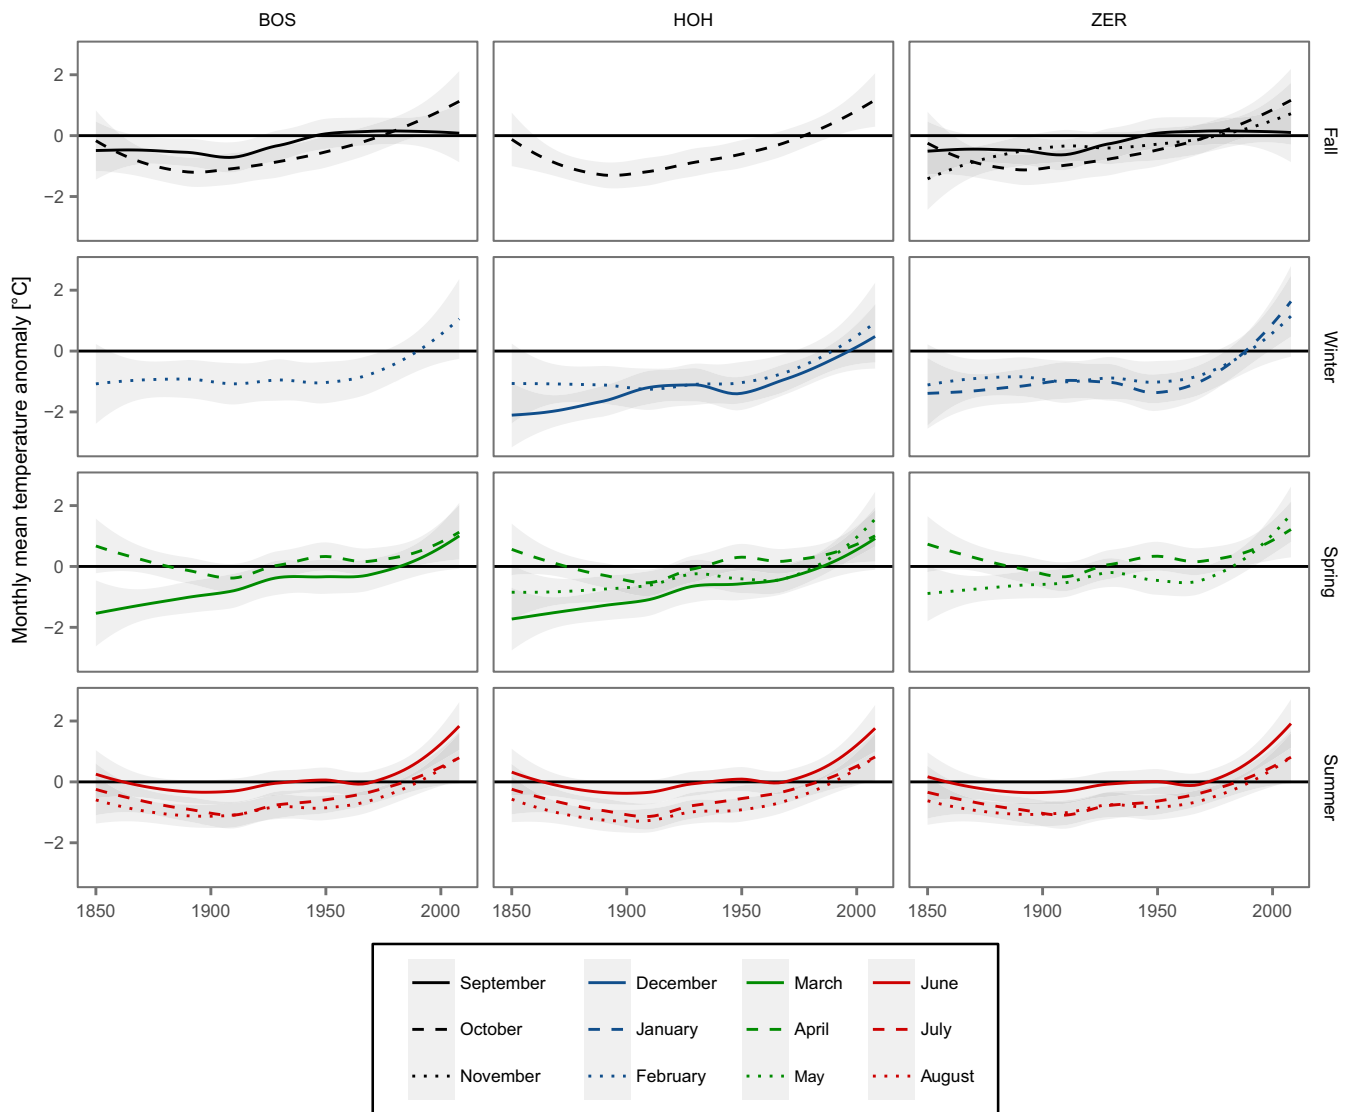 BOS HOH ZER
2
0
−2
Fall
2
0
−2
Winter
Monthly mean temperature anomaly [°C]
2
0
−2
Spring
2
0
−2
Summer
1850 1900 1950 2000 1850 1900 1950 2000 1850 1900 1950 2000
September December March June
October January April July
November February May August